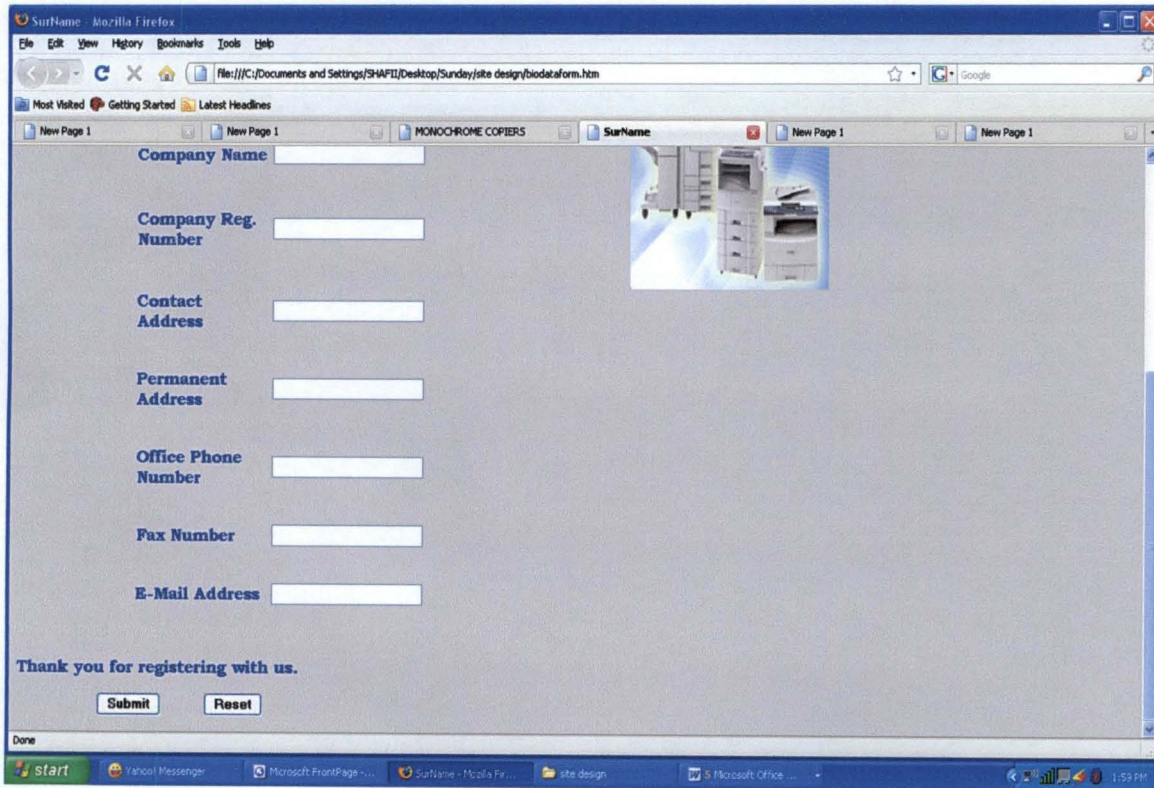 SurName - Mozilla Firefox
File Edit View History Bookmarks Tools Help
file:///C:/Documents and Settings/SHAFII/Desktop/Sunday/site design/biodataform.htm
Google
Most Visited Getting Started Latest Headlines
New Page 1 New Page 1 MONOCHROME COPIERS SurName New Page 1 New Page 1
Company Name
Company Reg.
Number
Contact
Address
Permanent
Address
Office Phone
Number
Fax Number
E-Mail Address
Thank you for registering with us.
Submit Reset
Done
start Yahoo! Messenger Microsoft FrontPage -... SurName - Mozilla Fir... site design 5 Microsoft Office ... 1:59 PM